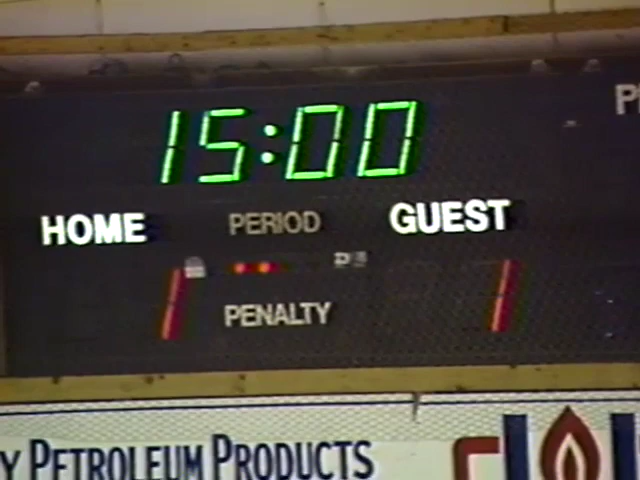 15:00
P
HOME PERIOD GUEST
1 1
PENALTY
Y PETROLEUM PRODUCTS